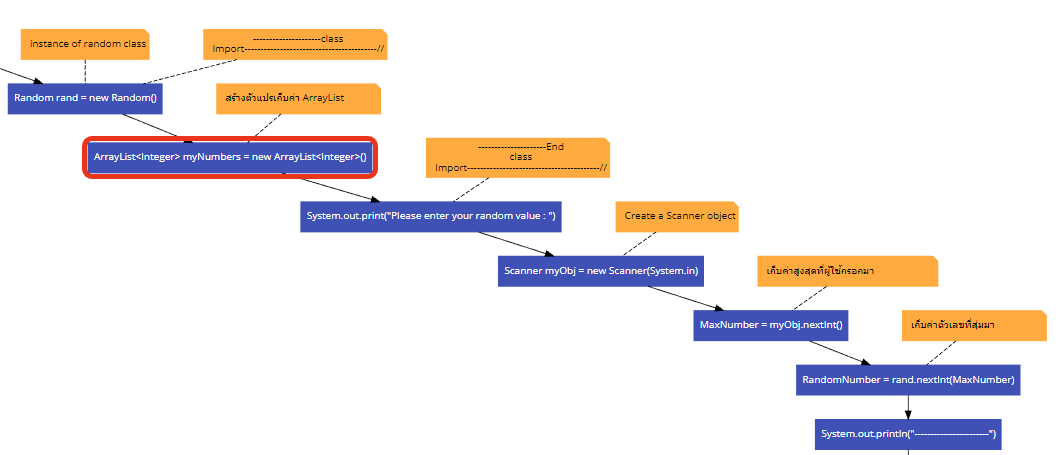 instance of random class
---------------------class
Import-----------------------------------------//
Random rand = new Random()
สร้างตัวแปรเก็บค่า ArrayList
ArrayList<Integer> myNumbers = new ArrayList<Integer>()
---------------------End
class
Import-----------------------------------------//
System.out.print("Please enter your random value : ")
Create a Scanner object
Scanner myObj = new Scanner(System.in)
เก็บค่าสูงสุดที่ผู้ใช้กรอกมา
MaxNumber = myObj.nextInt()
เก็บค่าตัวเลขที่สุ่มมา
RandomNumber = rand.nextInt(MaxNumber)
System.out.println("-----------------------")